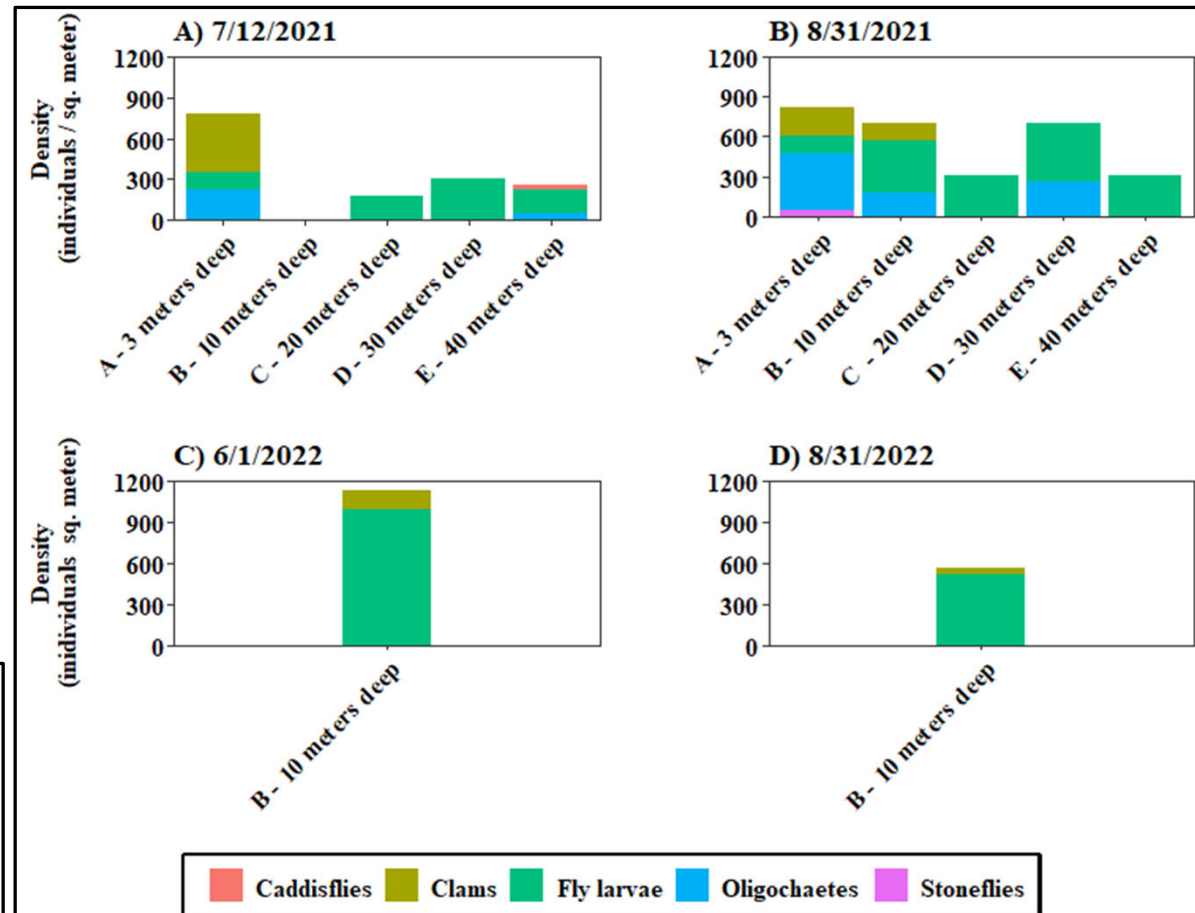 A) 7/12/2021
B) 8/31/2021
Density
(individuals / sq. meter)
1200
900
600
300
0
A - 3 meters deep
B - 10 meters deep
C - 20 meters deep
D - 30 meters deep
E - 40 meters deep
1200
900
600
300
0
A - 3 meters deep
B - 10 meters deep
C - 20 meters deep
D - 30 meters deep
E - 40 meters deep
C) 6/1/2022
D) 8/31/2022
Density
(inidividuals sq. meter)
1200
900
600
300
0
B - 10 meters deep
1200
900
600
300
0
B - 10 meters deep
Caddisflies Clams Fly larvae Oligochaetes Stoneflies